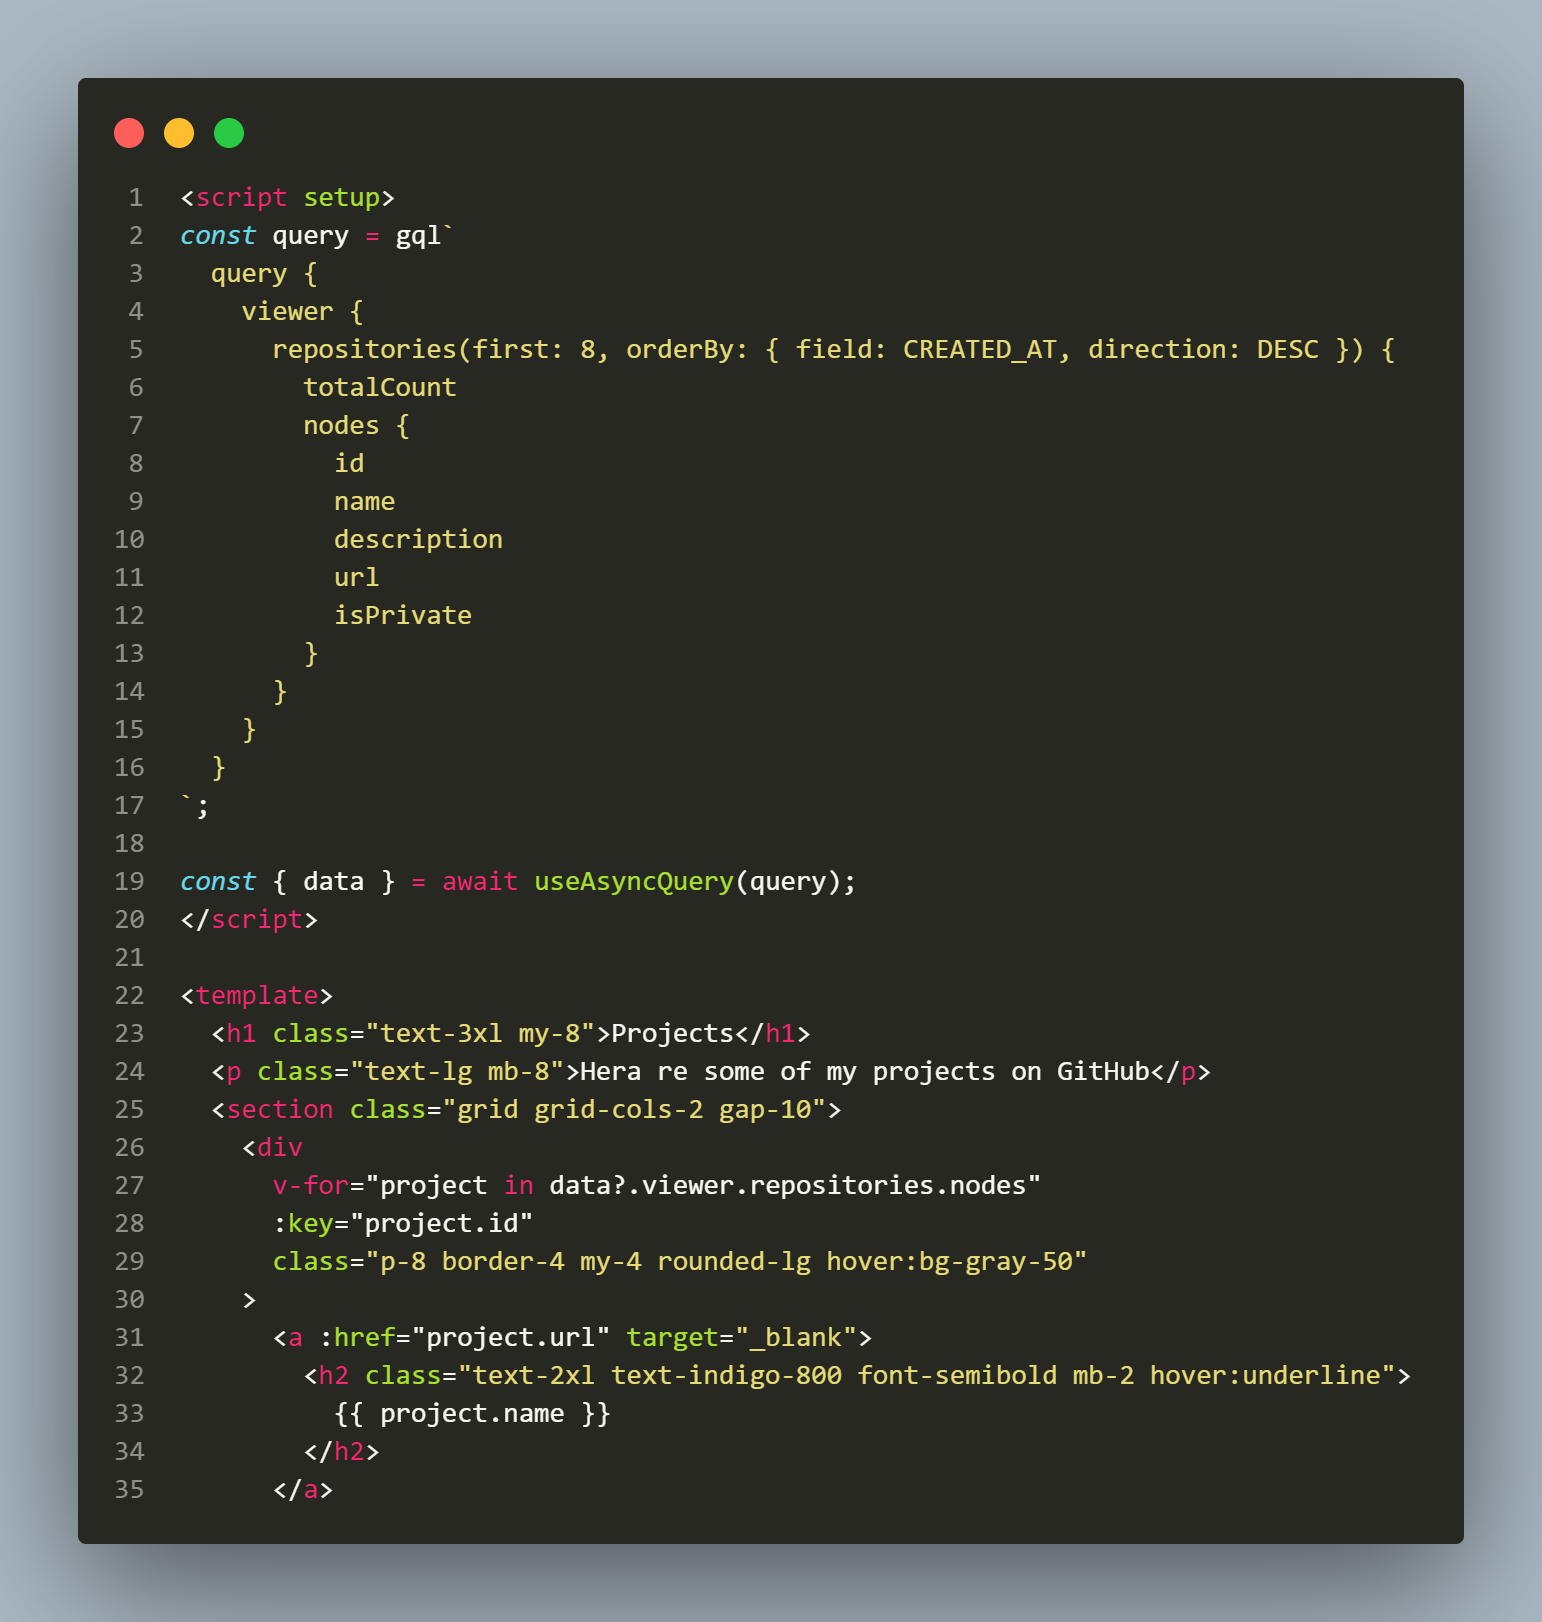 1 <script setup>
2 const query = gql`
3   query {
4     viewer {
5       repositories(first: 8, orderBy: { field: CREATED_AT, direction: DESC }) {
6         totalCount
7         nodes {
8           id
9           name
10           description
11           url
12           isPrivate
13         }
14       }
15     }
16   }
17 `;
18
19 const { data } = await useAsyncQuery(query);
20 </script>
21
22 <template>
23   <h1 class="text-3xl my-8">Projects</h1>
24   <p class="text-lg mb-8">Hera re some of my projects on GitHub</p>
25   <section class="grid grid-cols-2 gap-10">
26     <div
27       v-for="project in data?.viewer.repositories.nodes"
28       :key="project.id"
29       class="p-8 border-4 my-4 rounded-lg hover:bg-gray-50"
30     >
31       <a :href="project.url" target="_blank">
32         <h2 class="text-2xl text-indigo-800 font-semibold mb-2 hover:underline">
33           {{ project.name }}
34         </h2>
35       </a>